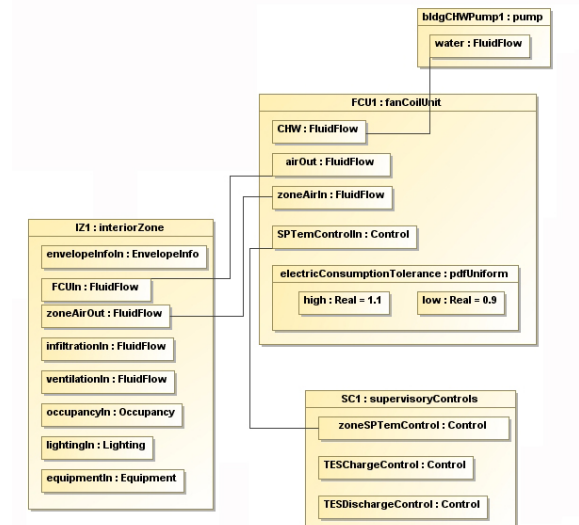 bldgCHWPump1 : pump
water : FluidFlow
FCU1 : fanCoilUnit
CHW : FluidFlow
airOut : FluidFlow
zoneAirIn : FluidFlow
SPTemControlIn : Control
electricConsumptionTolerance : pdfUniform
high : Real = 1.1
low : Real = 0.9
IZ1 : interiorZone
envelopeInfoIn : EnvelopeInfo
FCUIn : FluidFlow
zoneAirOut : FluidFlow
infiltrationIn : FluidFlow
ventilationIn : FluidFlow
occupancyIn : Occupancy
lightingIn : Lighting
equipmentIn : Equipment
SC1 : supervisoryControls
zoneSPTemControl : Control
TESChargeControl : Control
TESDischargeControl : Control